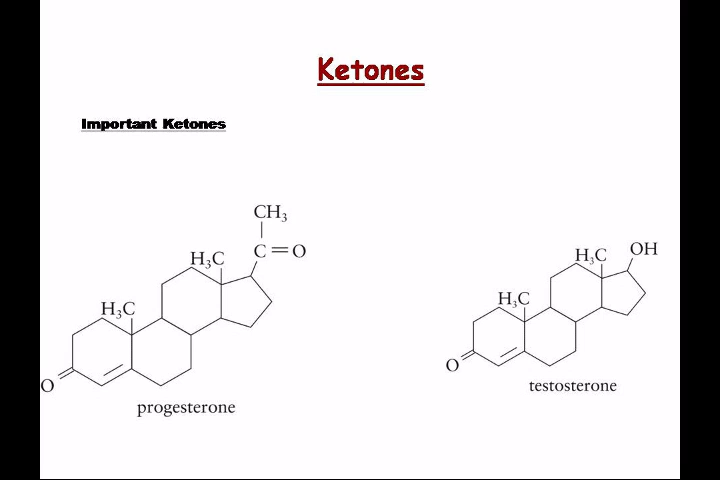 Ketones
Important Ketones
CH₃
C=O
H₃C
H₃C
O
progesterone
OH
H₃C
H₃C
O
testosterone